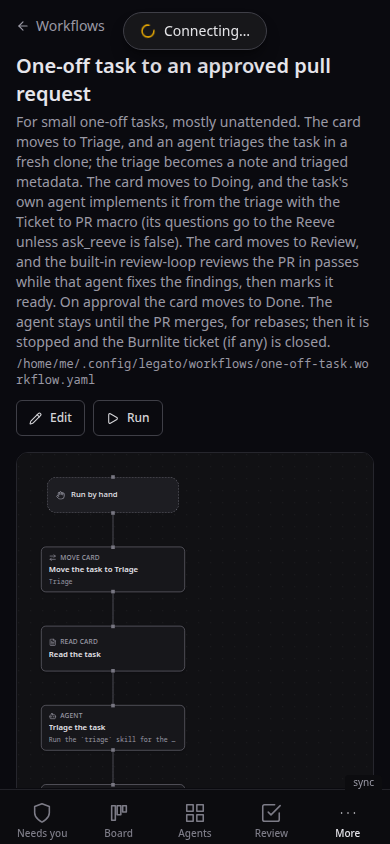 Workflows
Connecting...
One-off task to an approved pull
request
For small one-off tasks, mostly unattended. The card
moves to Triage, and an agent triages the task in a
fresh clone; the triage becomes a note and triaged
metadata. The card moves to Doing, and the task's
own agent implements it from the triage with the
Ticket to PR macro (its questions go to the Reeve
unless ask_reeve is false). The card moves to Review,
and the built-in review-loop reviews the PR in passes
while that agent fixes the findings, then marks it
ready. On approval the card moves to Done. The
agent stays until the PR merges, for rebases; then it is
stopped and the Burnlite ticket (if any) is closed.
/home/me/.config/legato/workflows/one-off-task.wo
rkflow.yaml
Edit
Run
Run by hand
MOVE CARD
Move the task to Triage
Triage
READ CARD
Read the task
AGENT
Triage the task
Run the `triage` skill for the …
sync
Needs you
Board
Agents
Review
More